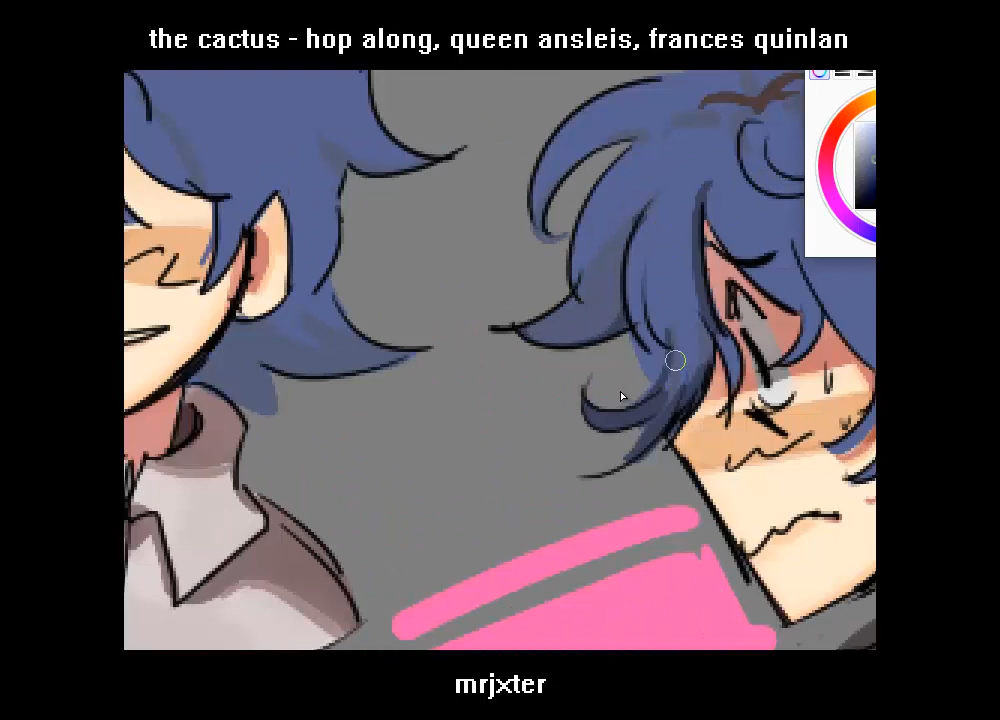 the cactus - hop along, queen ansleis, frances quinlan
mrjxter